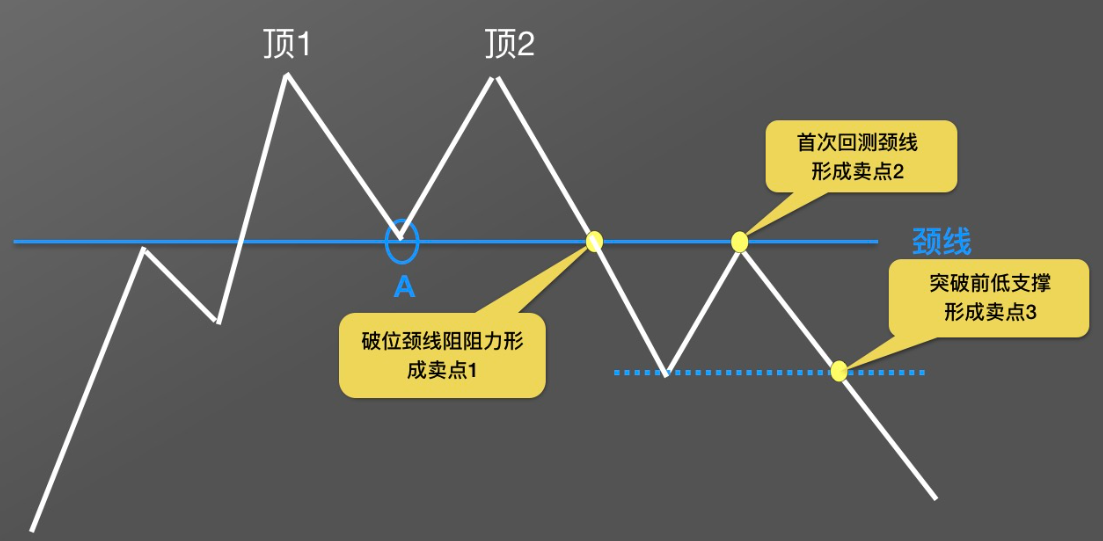 顶1
顶2
首次回测颈线
形成卖点2
颈线
A
突破前低支撑
形成卖点3
破位颈线阻阻力形
成卖点1